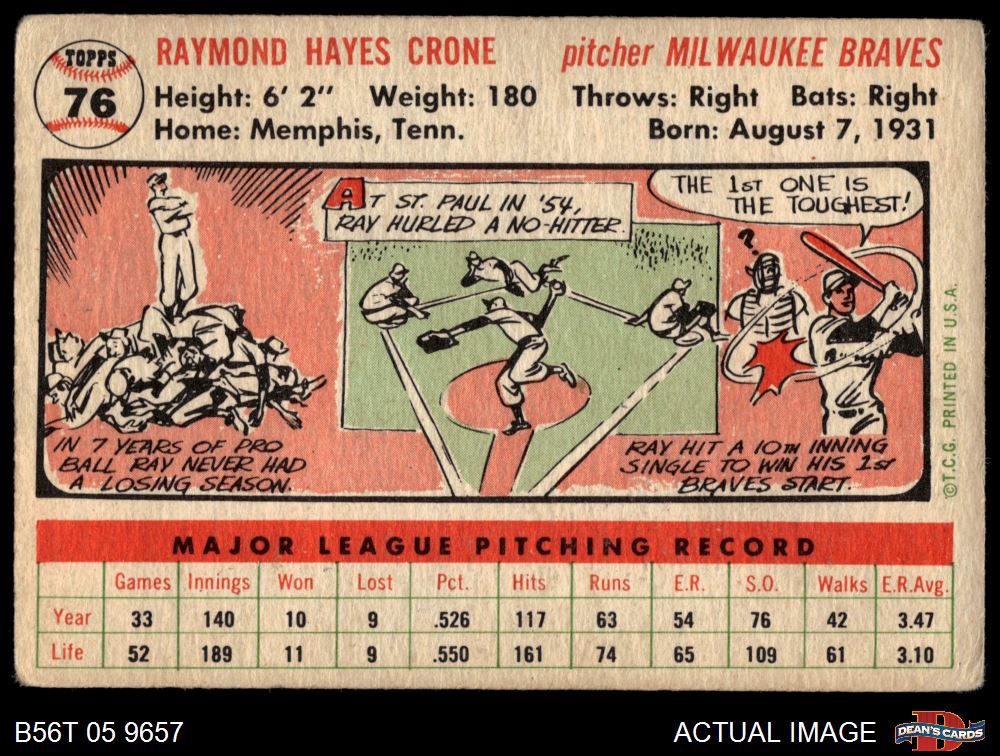 TOPPS
76
RAYMOND HAYES CRONE
pitcher MILWAUKEE BRAVES
Height: 6' 2" Weight: 180 Throws: Right Bats: Right
Home: Memphis, Tenn. Born: August 7, 1931
AT ST. PAUL IN '54,
RAY HURLED A NO-HITTER.
THE 1ST ONE IS
THE TOUGHEST!
?
IN 7 YEARS OF PRO
BALL RAY NEVER HAD
A LOSING SEASON.
RAY HIT A 10TH INNING
SINGLE TO WIN HIS 1ST
BRAVES START.
©T.C.G. PRINTED IN U.S.A.
MAJOR LEAGUE PITCHING RECORD
Games Innings Won Lost Pct. Hits Runs E.R. S.O. Walks E.R.Avg.
Year 33 140 10 9 .526 117 63 54 76 42 3.47
Life 52 189 11 9 .550 161 74 65 109 61 3.10
B56T 05 9657
ACTUAL IMAGE
D
DEAN'S CARDS